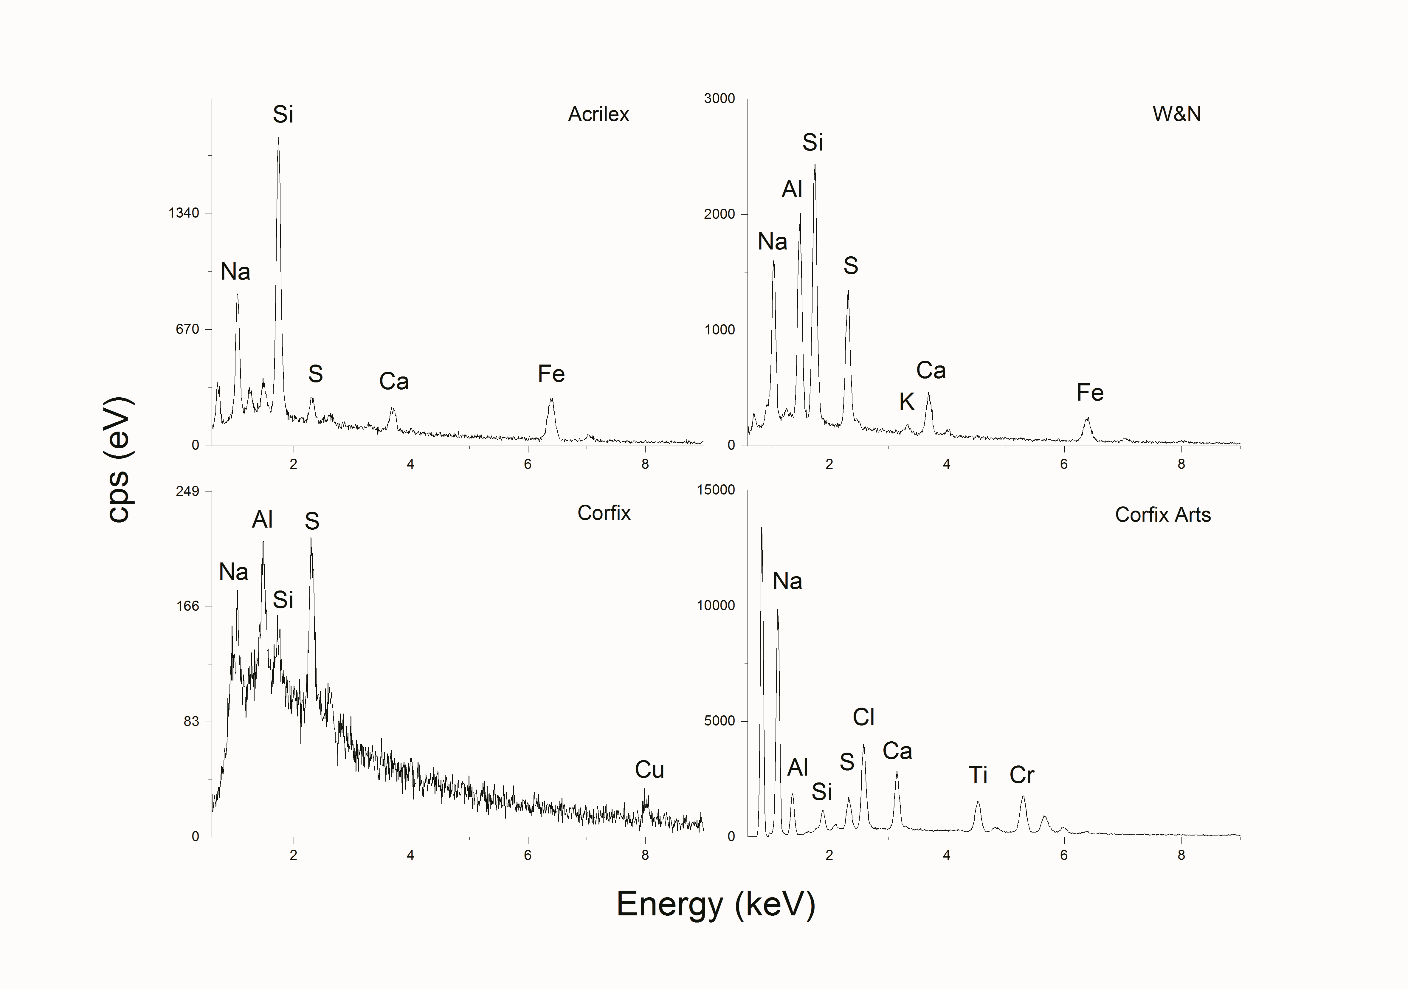 Acrilex
Si
Na
S
Ca
Fe
1340
670
0
2 4 6 8
W&N
Si
Al
Na
S
K
Ca
Fe
3000
2000
1000
0
2 4 6 8
cps (eV)
Corfix
Al
S
Na
Si
Cu
249
166
83
0
2 4 6 8
Corfix Arts
Na
Al
Si
S
Cl
Ca
Ti
Cr
15000
10000
5000
0
2 4 6 8
Energy (keV)